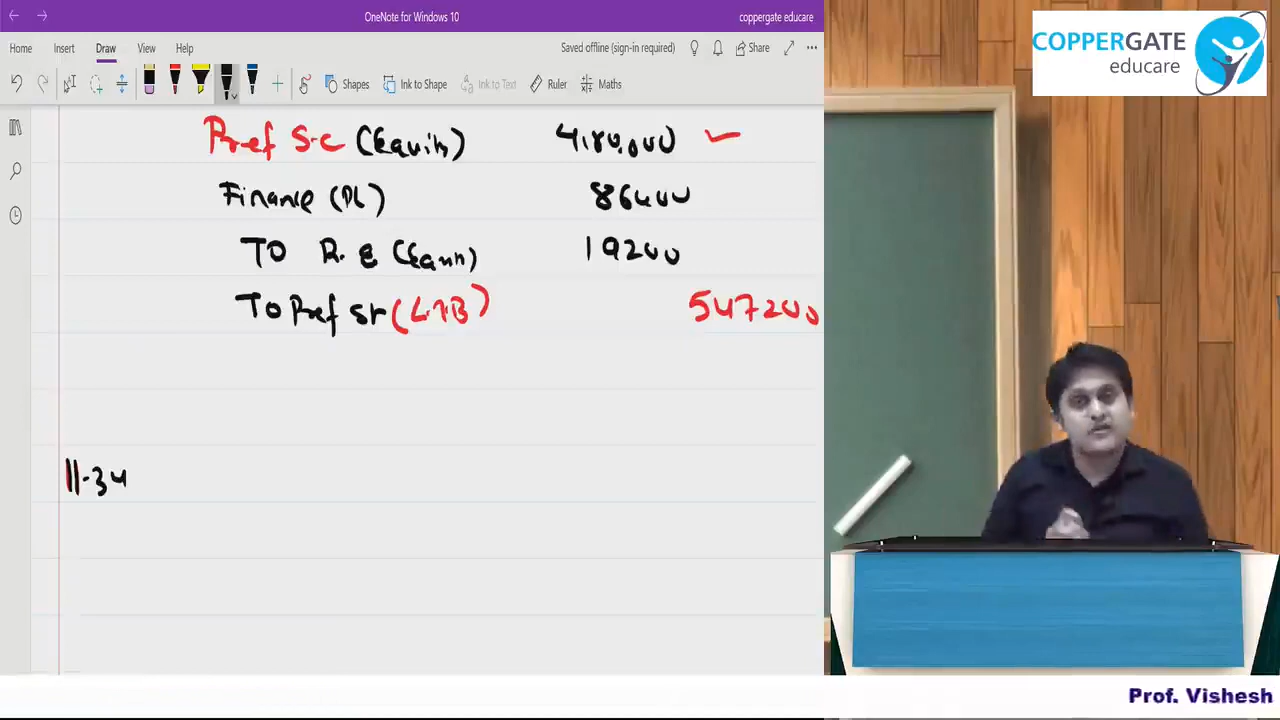 OneNote for Windows 10
coppergate educare
Home Insert Draw View Help
Saved offline (sign-in required)
Share
Shapes
Ink to Shape
Ink to Text
Ruler
Maths
COPPERGATE
educare
Pref S.C (Equity) 4,80,000
Finance (PL) 86400
TO R.E (Equity) 19200
To Pref Sr (LTB) 547200
11.34
Prof. Vishesh